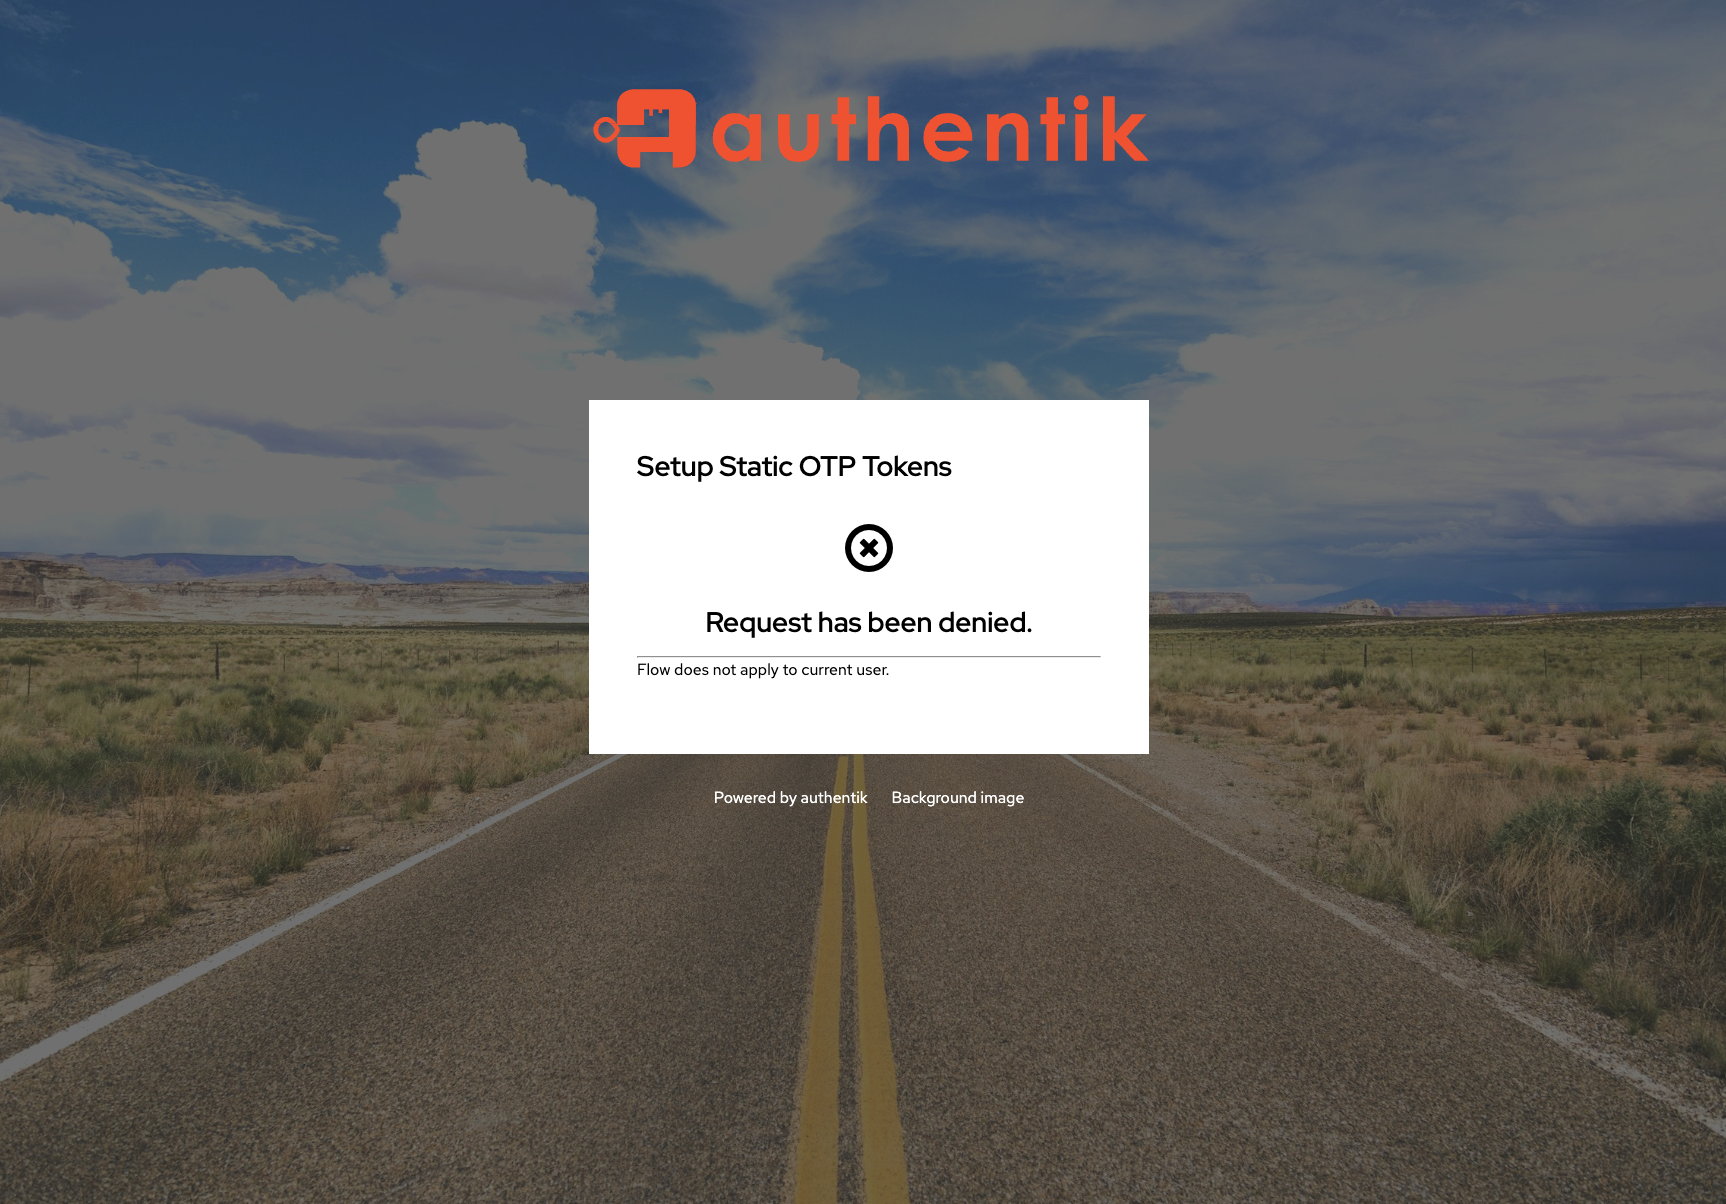 authentik
Setup Static OTP Tokens
Request has been denied.
Flow does not apply to current user.
Powered by authentik Background image